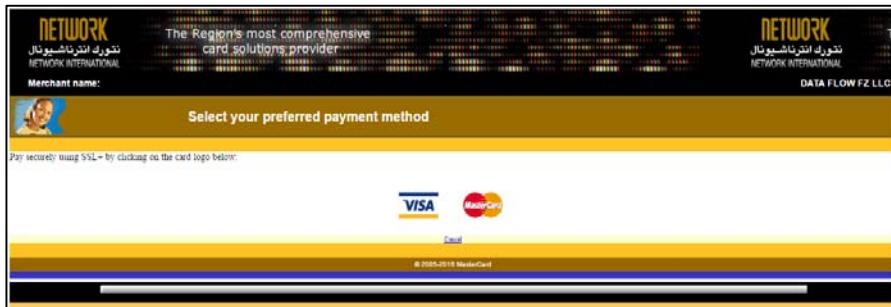 NETWORK
نتورك انترناشيونال
NETWORK INTERNATIONAL
The Region's most comprehensive
card solutions provider
NETWORK
نتورك انترناشيونال
NETWORK INTERNATIONAL
T
Merchant name:
DATA FLOW FZ LLC
Select your preferred payment method
Pay securely using SSL+ by clicking on the card logo below:
VISA
MasterCard
Cancel
© 2005-2016 MasterCard